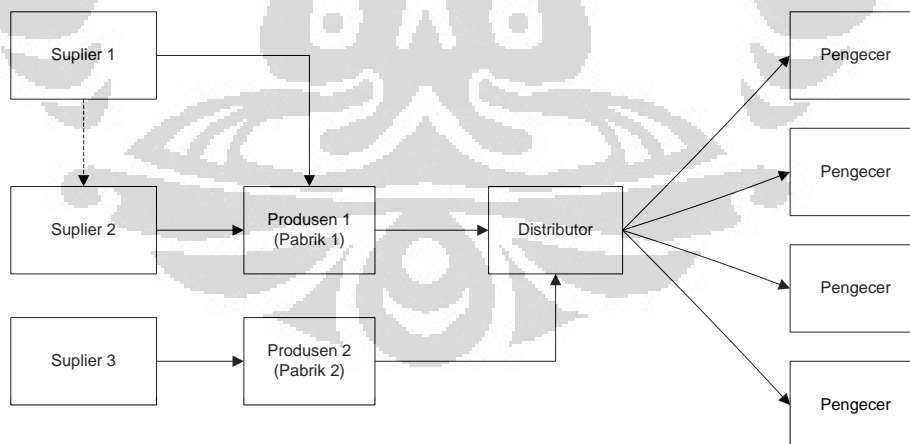 Suplier 1
Pengecer
Pengecer
Suplier 2
Produsen 1
(Pabrik 1)
Distributor
Pengecer
Suplier 3
Produsen 2
(Pabrik 2)
Pengecer